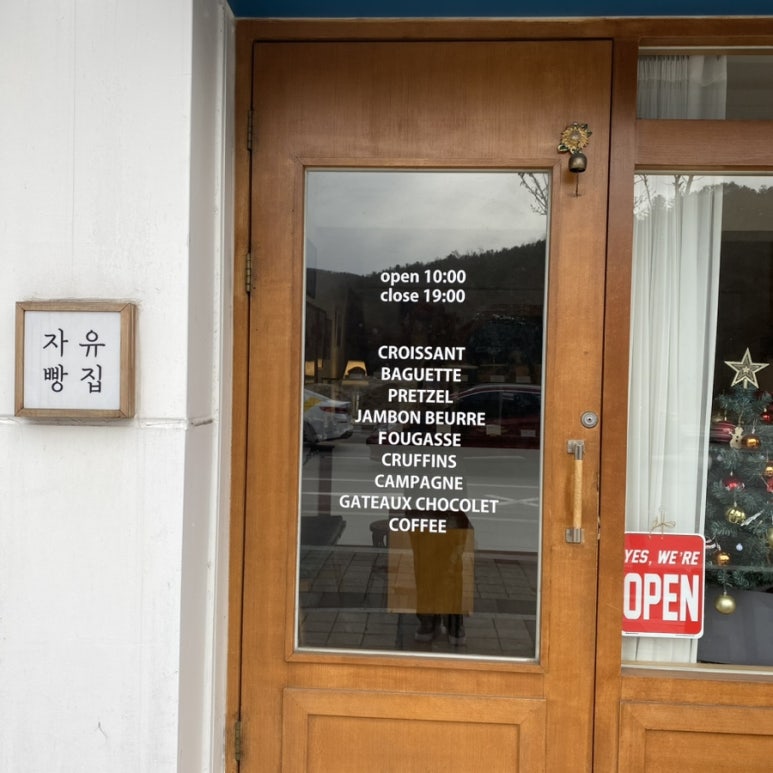 자유
빵집
open 10:00
close 19:00
CROISSANT
BAGUETTE
PRETZEL
JAMBON BEURRE
FOUGASSE
CRUFFINS
CAMPAGNE
GATEAUX CHOCOLET
COFFEE
YES, WE'RE
OPEN